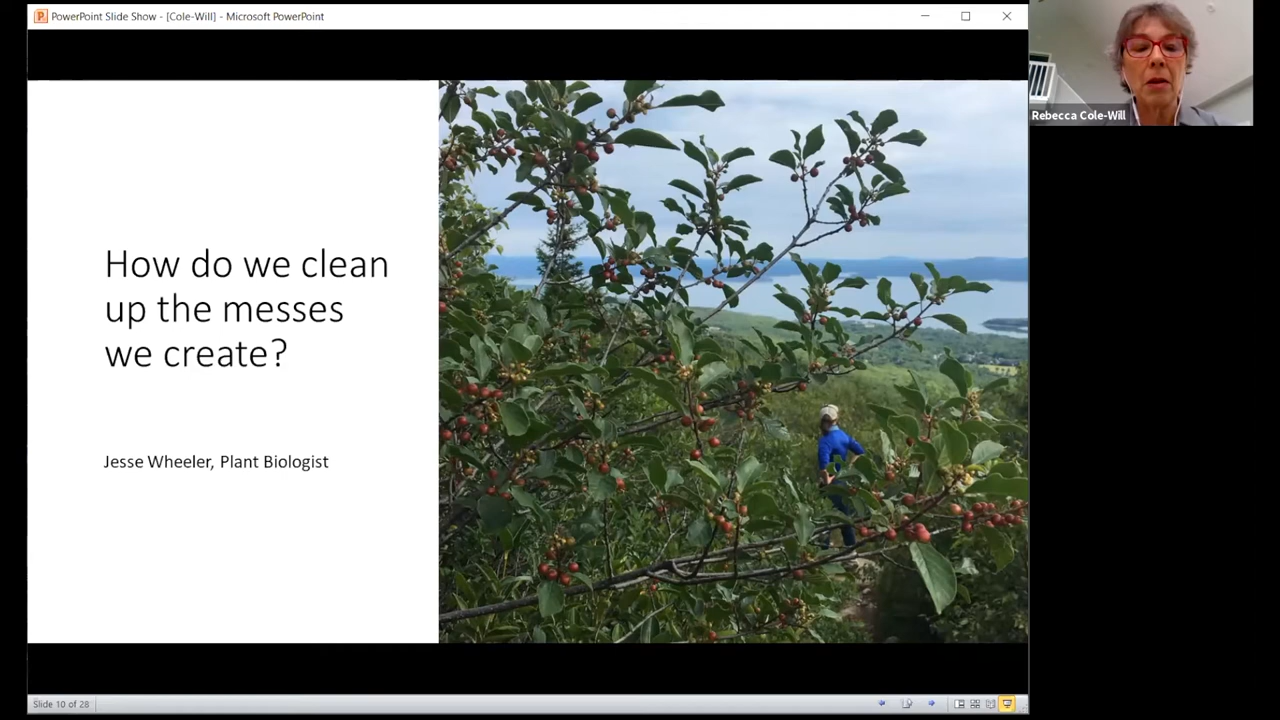 PowerPoint Slide Show - [Cole-Will] - Microsoft PowerPoint
Rebecca Cole-Will
How do we clean
up the messes
we create?
Jesse Wheeler, Plant Biologist
Slide 10 of 28